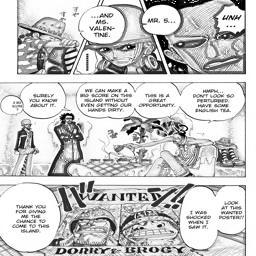 UNH
...
MR. 5...
...AND
MS.
VALEN-
TINE.
HMPH...
DON'T LOOK SO
PERTURBED.
HAVE SOME
ENGLISH TEA.
THIS IS A
GREAT
OPPORTUNITY.
WE CAN MAKE A
BIG SCORE ON THIS
ISLAND WITHOUT
EVEN GETTING OUR
HANDS DIRTY.
SURELY
YOU KNOW
ABOUT IT.
LOOK AT
THIS
WANTED
POSTER!!
I WAS
SHOCKED
WHEN I
SAW IT.
WANTED
DORRY & BROGY
THANK YOU
FOR GIVING
ME THE
CHANCE TO
COME TO THIS
ISLAND.